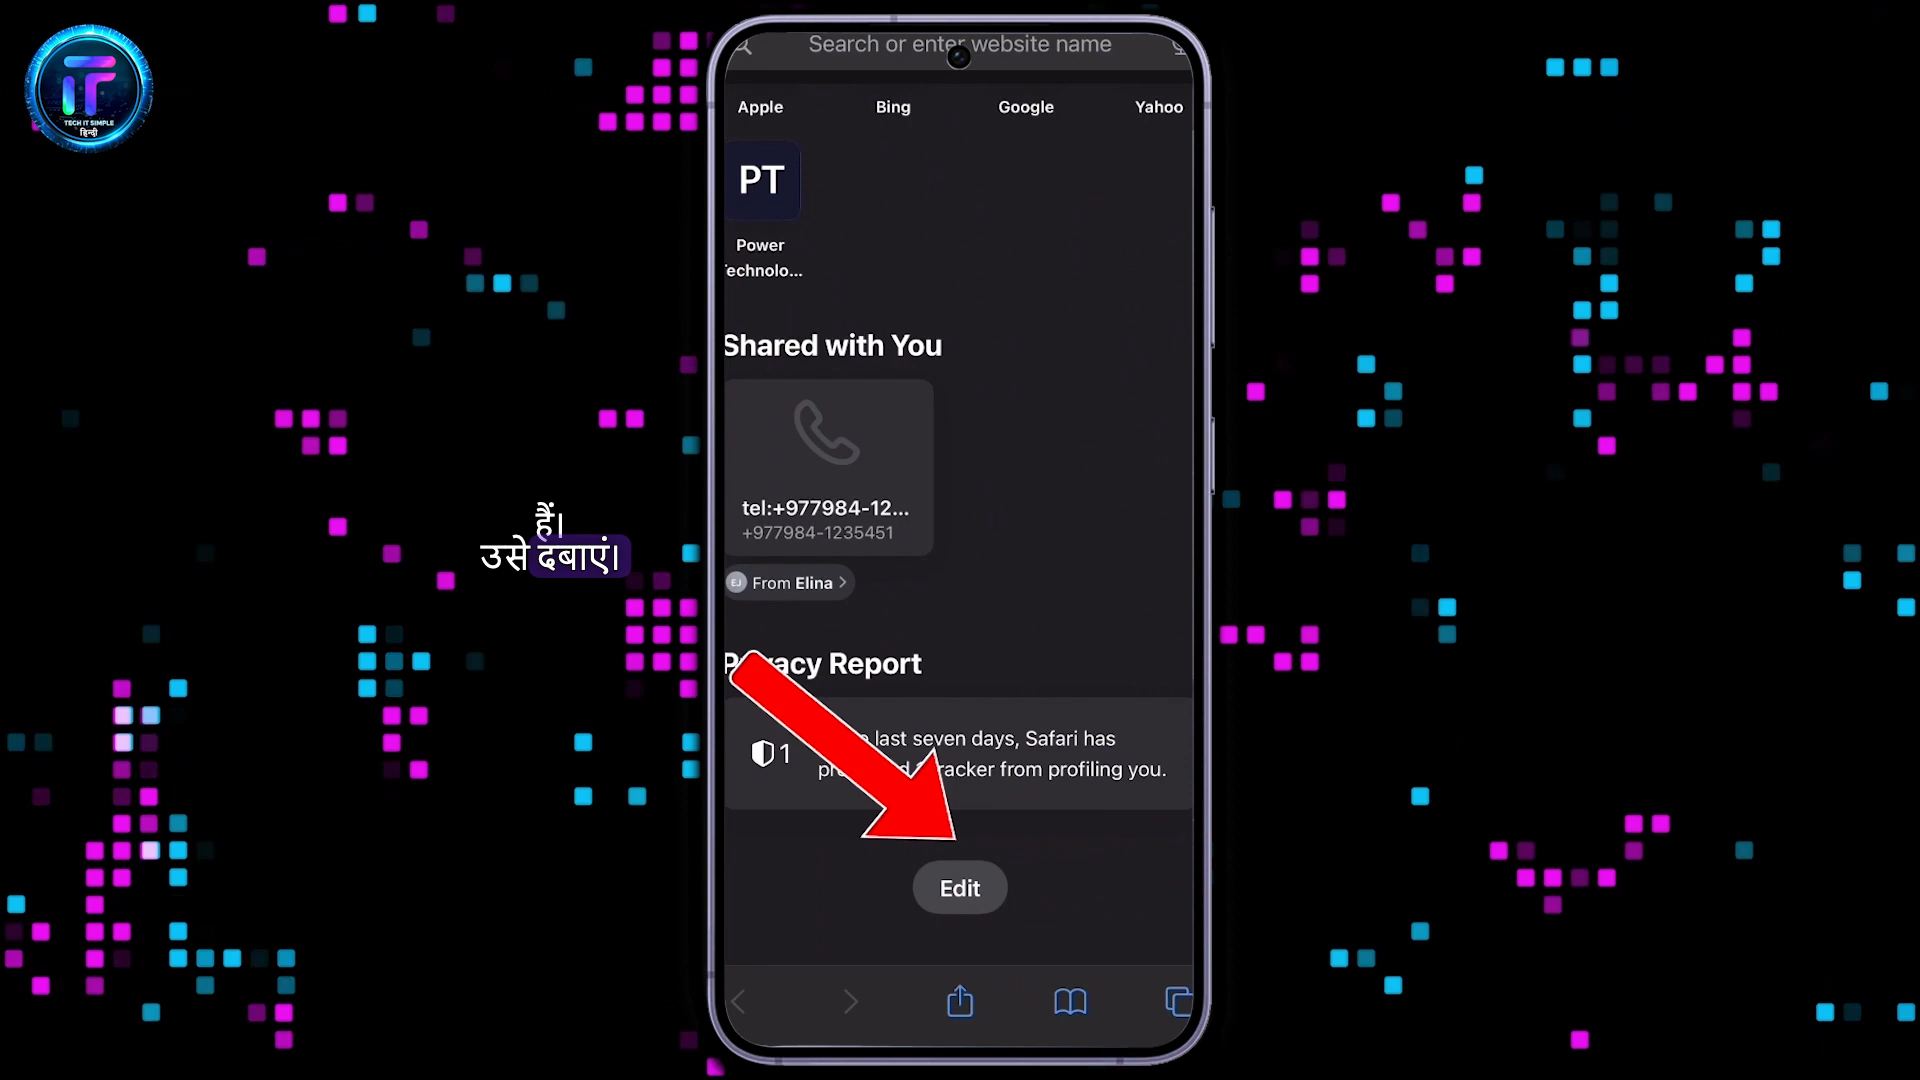 TECH IT SIMPLE
हिन्दी
Search or enter website name
Apple
Bing
Google
Yahoo
PT
Power
Technolo...
Shared with You
tel:+977984-12...
+977984-1235451
EJ From Elina >
हैं।
उसे दबाएं।
Privacy Report
1
last seven days, Safari has
tracker from profiling you.
Edit